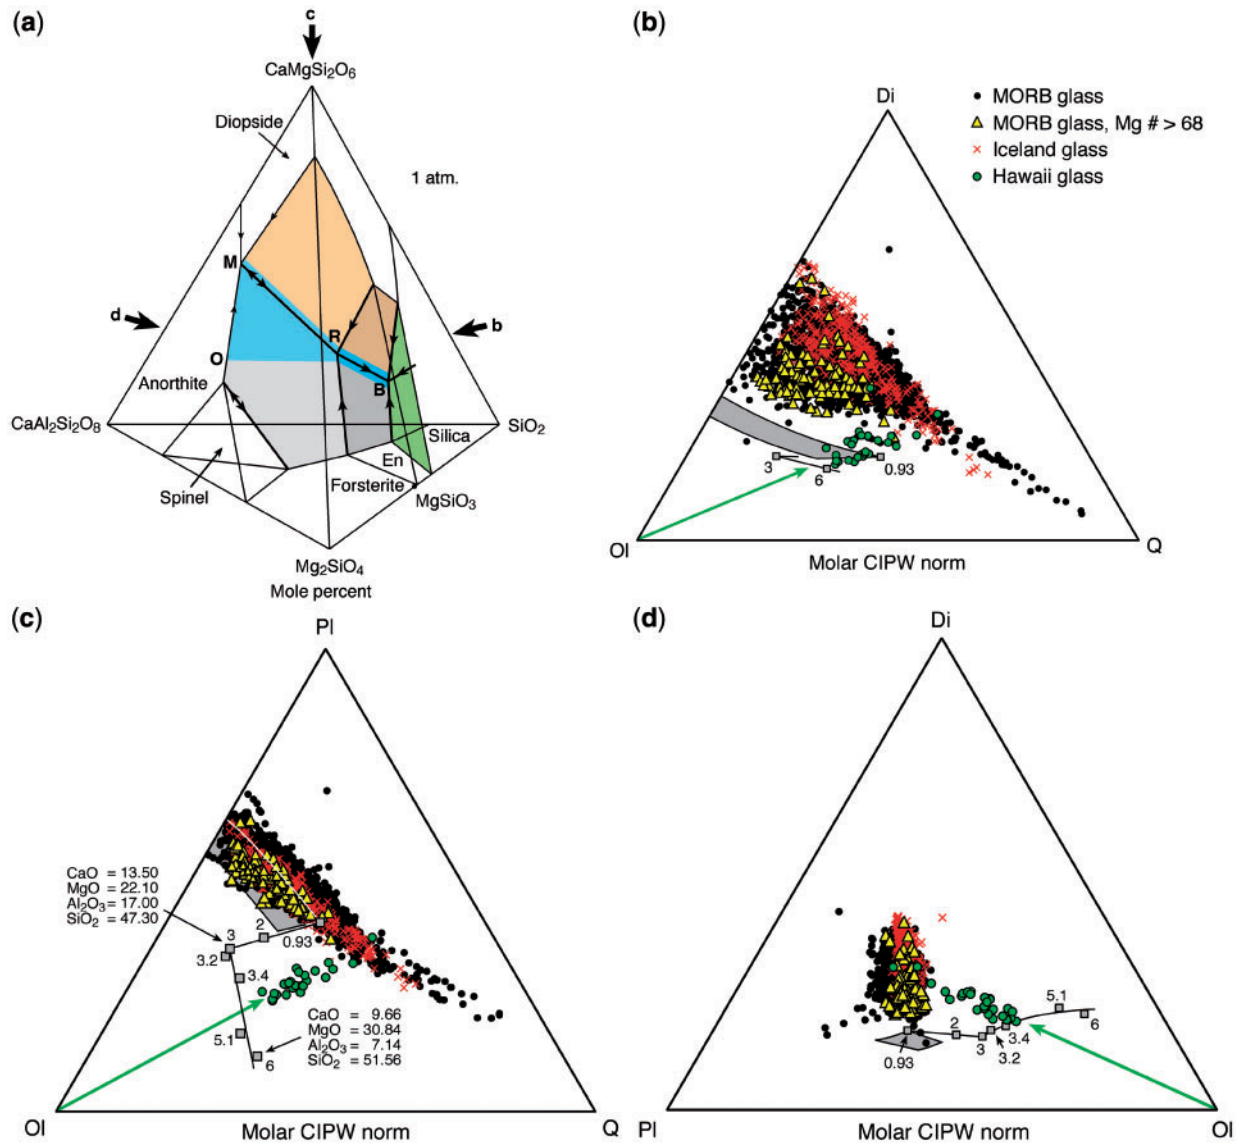 (a)
c
CaMgSi₂O₆
Diopside
1 atm.
M
d
b
R
O
B
Anorthite
CaAl₂Si₂O₈
SiO₂
Silica
En
Spinel
Forsterite
MgSiO₃
Mg₂SiO₄
Mole percent
(b)
Di
MORB glass
MORB glass, Mg # > 68
Iceland glass
Hawaii glass
3
6
0.93
Ol
Q
Molar CIPW norm
(c)
Pl
CaO = 13.50
MgO = 22.10
Al₂O₃ = 17.00
SiO₂ = 47.30
2
3
0.93
3.2
3.4
5.1
6
CaO = 9.66
MgO = 30.84
Al₂O₃ = 7.14
SiO₂ = 51.56
Ol
Q
Molar CIPW norm
(d)
Di
5.1
2
6
3
3.4
3.2
0.93
Pl
Ol
Molar CIPW norm